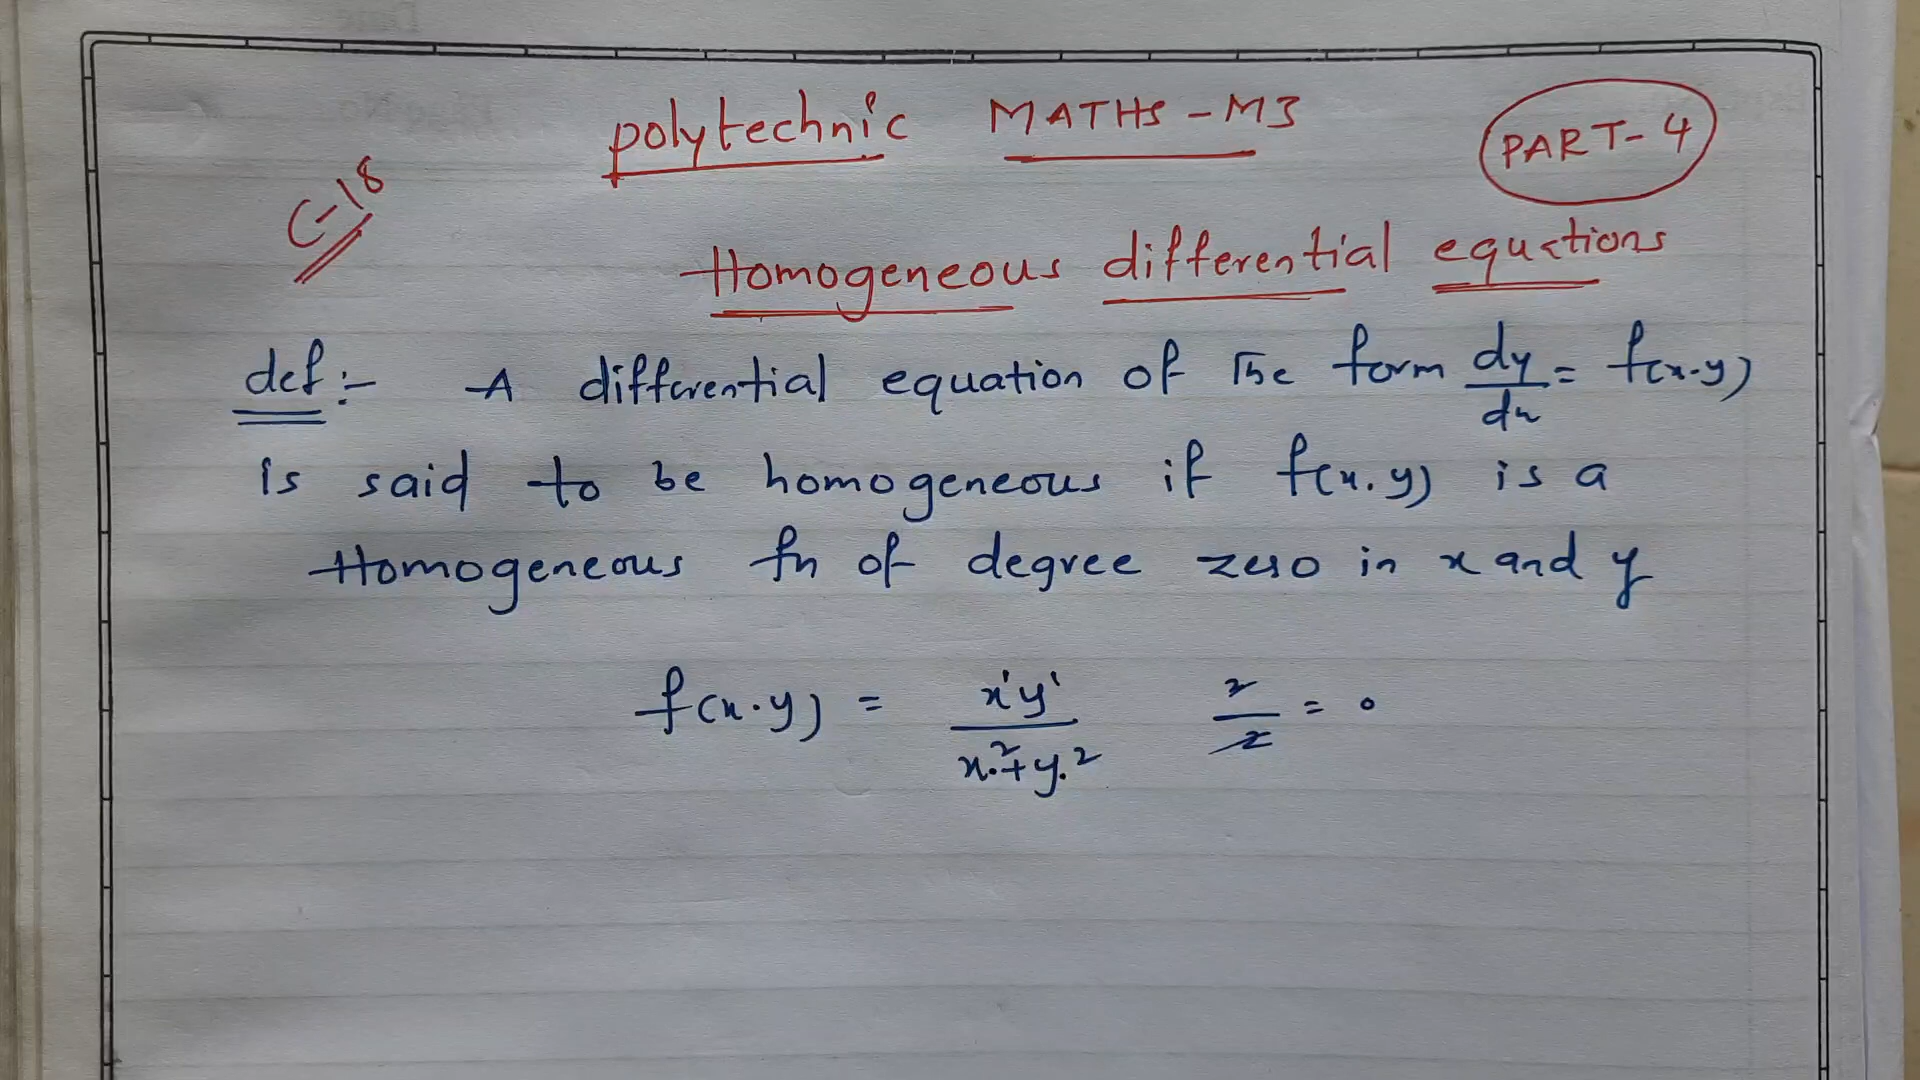 polytechnic MATHS - M3
PART-4
C-18
Homogeneous differential equations
def:- A differential equation of The form dy/dx = f(x.y)
is said to be homogeneous if f(x.y) is a
Homogeneous fn of degree zero in x and y
f(x.y) = x¹y¹/x.²+y.² 2/2 = 0